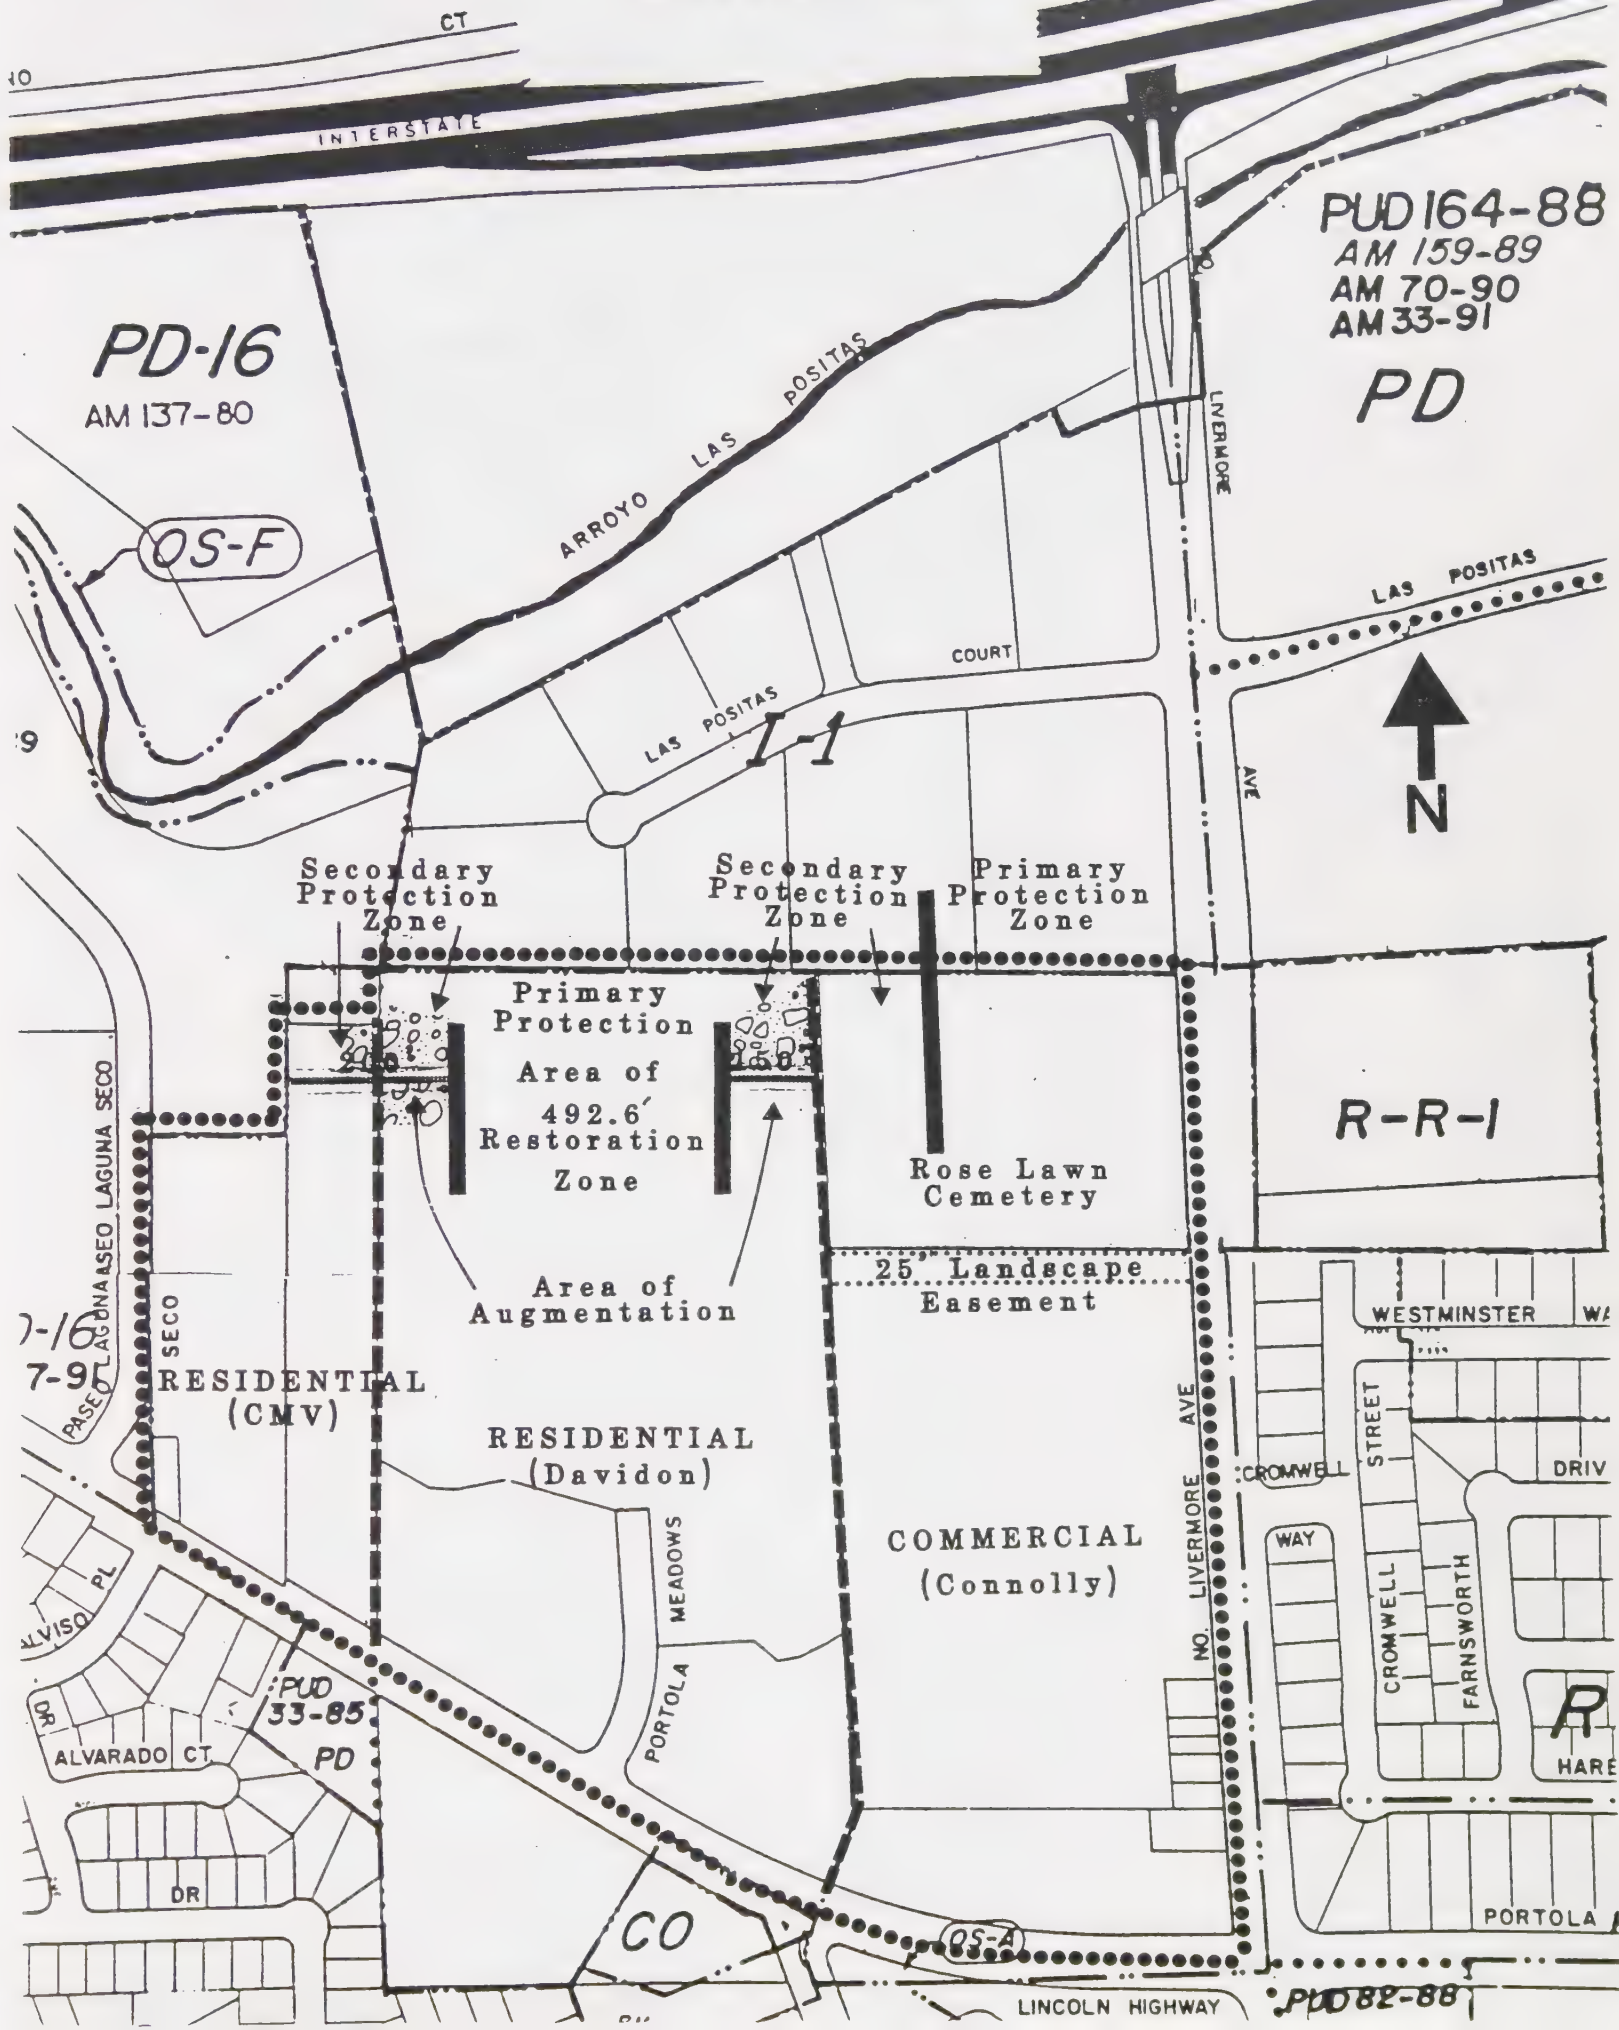 CT
INTERSTATE
PUD 164-88
AM 159-89
AM 70-90
AM 33-91
PD
PD-16
AM 137-80
OS-F
ARROYO LAS POSITAS
LIVERMORE
AVE
LAS POSITAS
COURT
LAS POSITAS
I-1
N
Secondary
Protection
Zone
Secondary
Protection
Zone
Primary
Protection
Zone
Primary
Protection
Area of
492.6'
Restoration
Zone
150
Rose Lawn
Cemetery
25' Landscape
Easement
Area of
Augmentation
R-R-1
PASEO LAGUNA SECO
SECO
7-9
RESIDENTIAL
(CMV)
RESIDENTIAL
(Davidon)
COMMERCIAL
(Connolly)
NO. LIVERMORE AVE
PORTOLA MEADOWS
WESTMINSTER WA
STREET
CROMWELL
DRIV
WAY
CROMWELL
FARNSWORTH
R
HARE
PL
ALVISO
DR
PUD
33-85
PD
ALVARADO CT
DR
CO
OS-A
PORTOLA
LINCOLN HIGHWAY
PUD 82-88